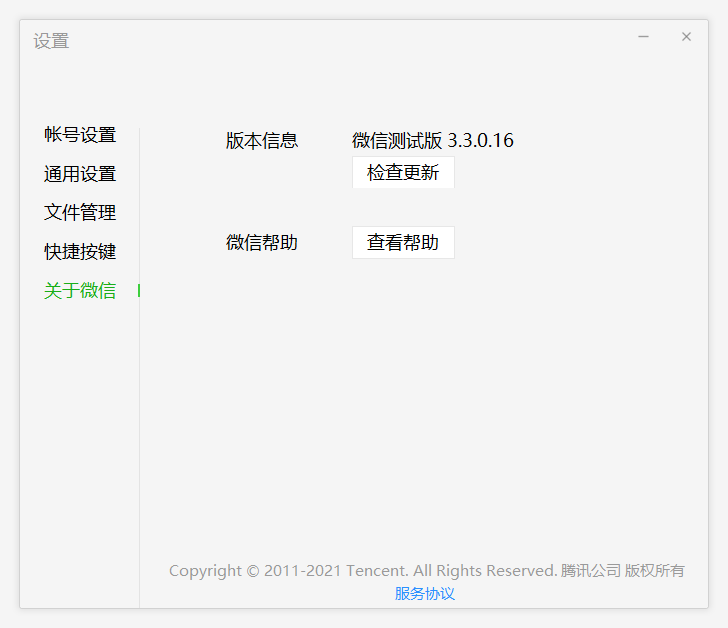 设置
帐号设置
通用设置
文件管理
快捷按键
关于微信
版本信息
微信测试版 3.3.0.16
检查更新
微信帮助
查看帮助
Copyright © 2011-2021 Tencent. All Rights Reserved. 腾讯公司 版权所有
服务协议